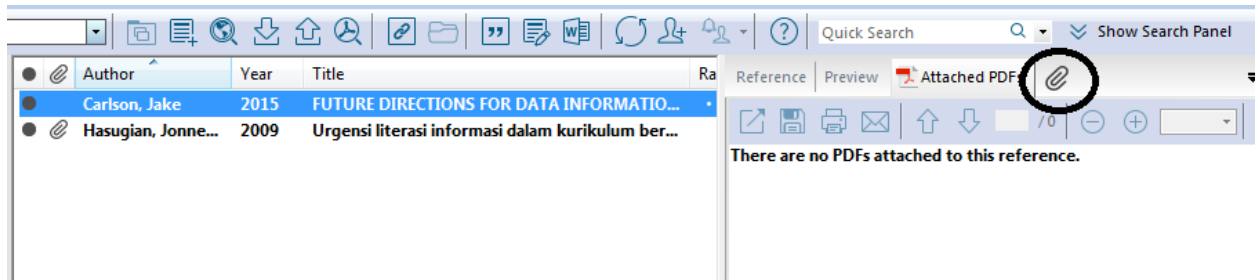 Quick Search
Show Search Panel
Author Year Title Ra
Reference Preview Attached PDFs
Carlson, Jake 2015 FUTURE DIRECTIONS FOR DATA INFORMATIO...
/0
Hasugian, Jonne... 2009 Urgensi literasi informasi dalam kurikulum ber...
There are no PDFs attached to this reference.